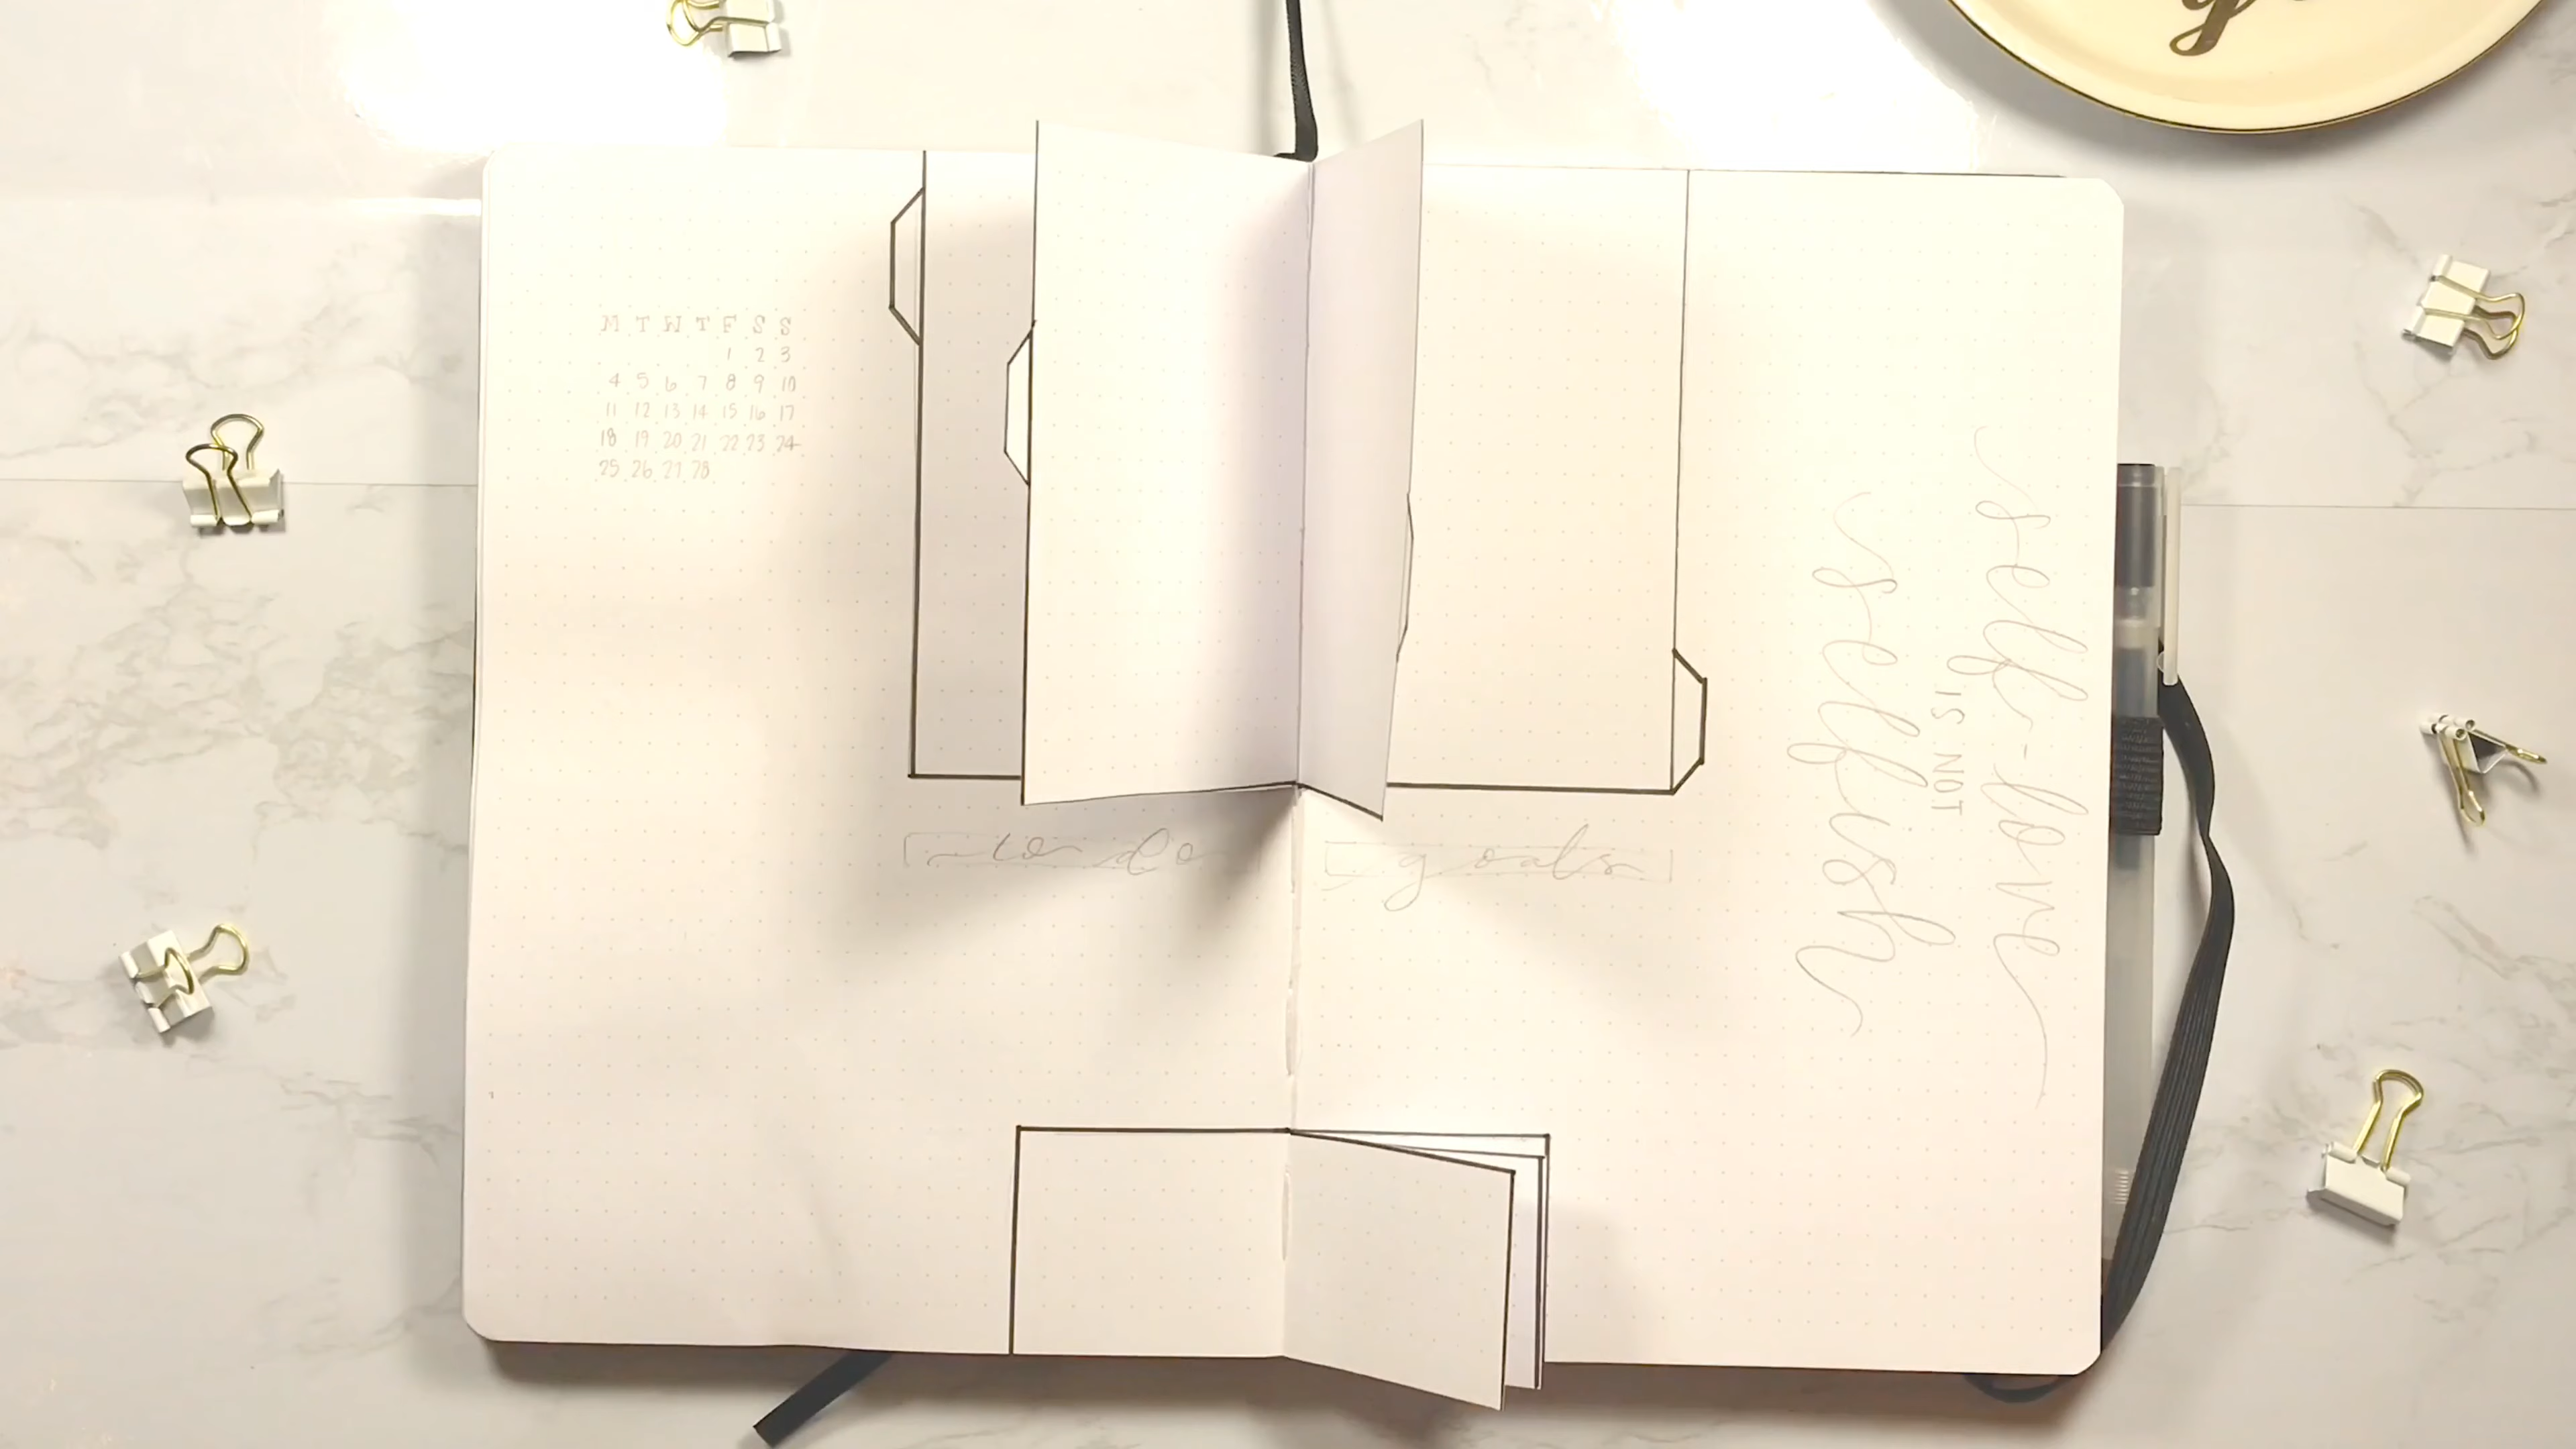 M T W T F S S
1 2 3
4 5 6 7 8 9 10
11 12 13 14 15 16 17
18 19 20 21 22 23 24
25 26 27 28
to do
goals
self-love
IS NOT
selfish